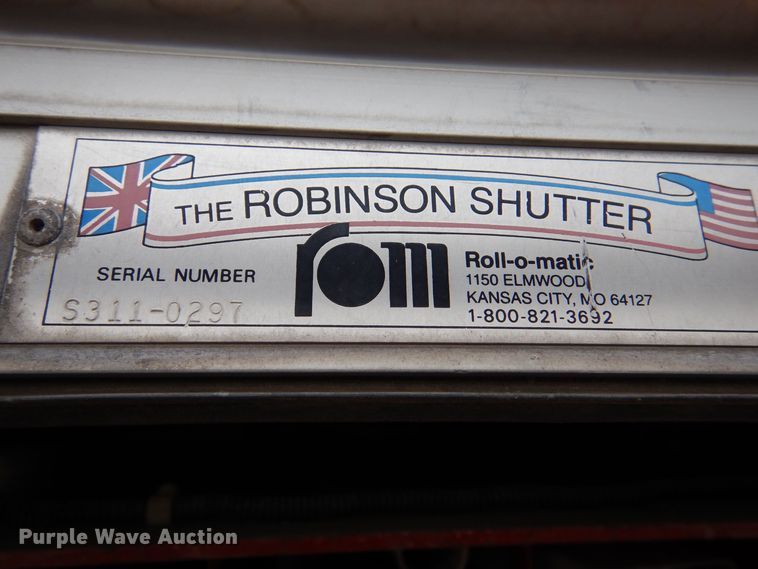 THE ROBINSON SHUTTER
SERIAL NUMBER
S311-0297
rom
Roll-o-matic
1150 ELMWOOD
KANSAS CITY, MO 64127
1-800-821-3692
Purple Wave Auction